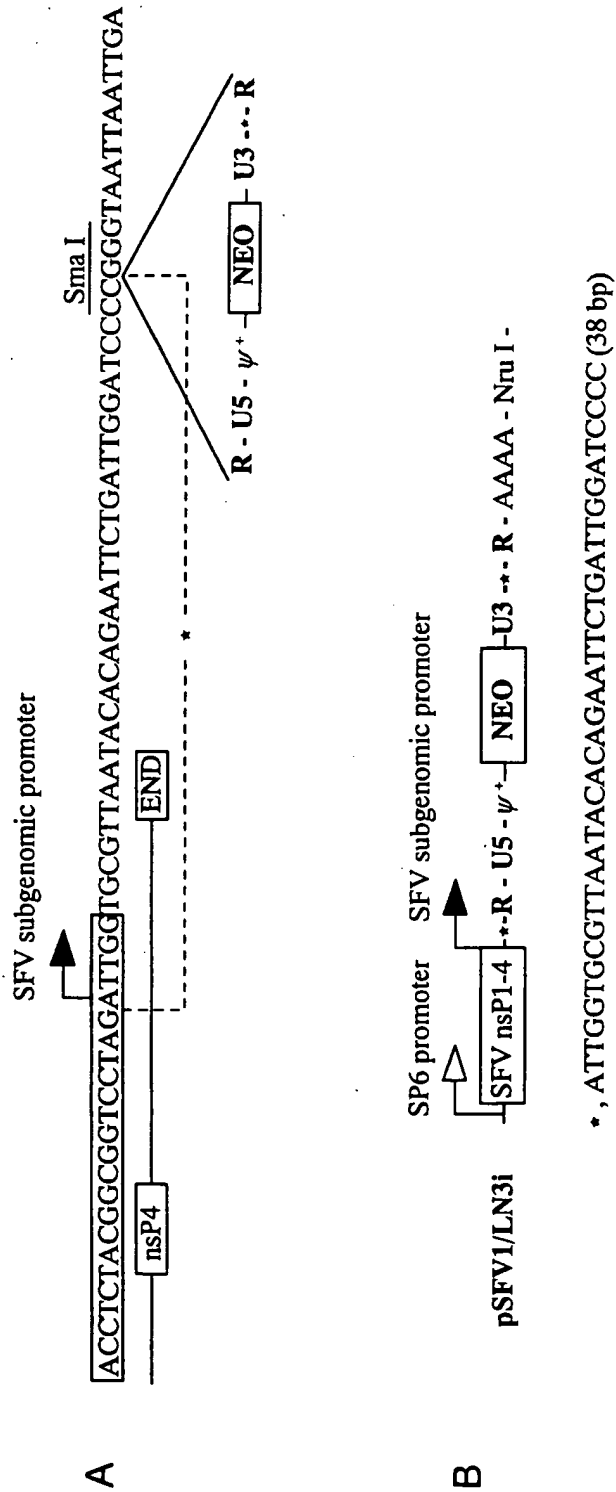 A
SFV subgenomic promoter
Sma I
ACCTCTACGGCGGTCCTAGATTGGTGCGTTAATACACAGAATTCTGATTGGATCCCCGGGTAATTAATTGA
nsP4
END
*
R - U5 - ψ+ - NEO - U3 -*- R
B
SP6 promoter
SFV subgenomic promoter
pSFV1/LN3i
SFV nsP1-4 -*-R - U5 - ψ+ - NEO -U3 -*- R - AAAA - Nru I -
*, ATTGGTGCGTTAATACACAGAATTCTGATTGGATCCCC (38 bp)